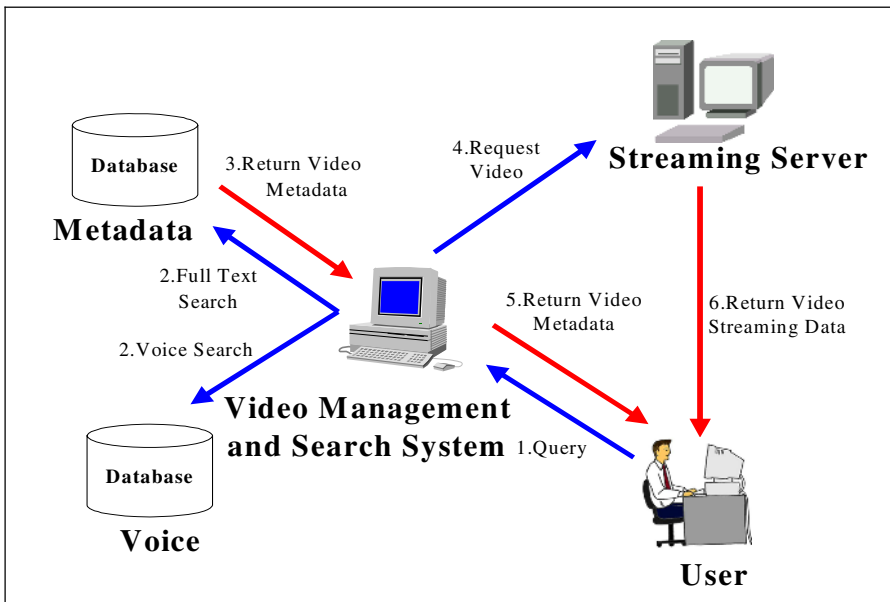 Database
Metadata
3.Return Video
Metadata
4.Request
Video
Streaming Server
2.Full Text
Search
2.Voice Search
5.Return Video
Metadata
6.Return Video
Streaming Data
Video Management
and Search System
1.Query
Database
Voice
User